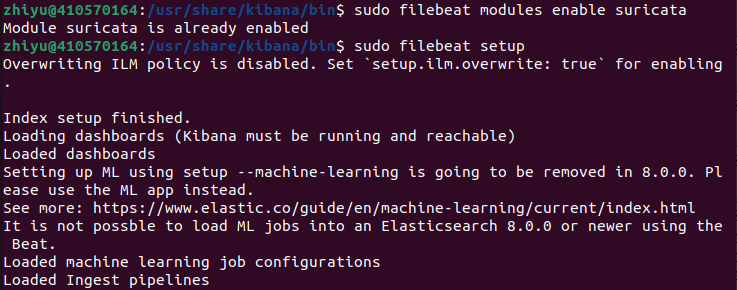 zhiyu@410570164:/usr/share/kibana/bin$ sudo filebeat modules enable suricata
Module suricata is already enabled
zhiyu@410570164:/usr/share/kibana/bin$ sudo filebeat setup
Overwriting ILM policy is disabled. Set `setup.ilm.overwrite: true` for enabling
.
Index setup finished.
Loading dashboards (Kibana must be running and reachable)
Loaded dashboards
Setting up ML using setup --machine-learning is going to be removed in 8.0.0. Pl
ease use the ML app instead.
See more: https://www.elastic.co/guide/en/machine-learning/current/index.html
It is not possble to load ML jobs into an Elasticsearch 8.0.0 or newer using the
 Beat.
Loaded machine learning job configurations
Loaded Ingest pipelines